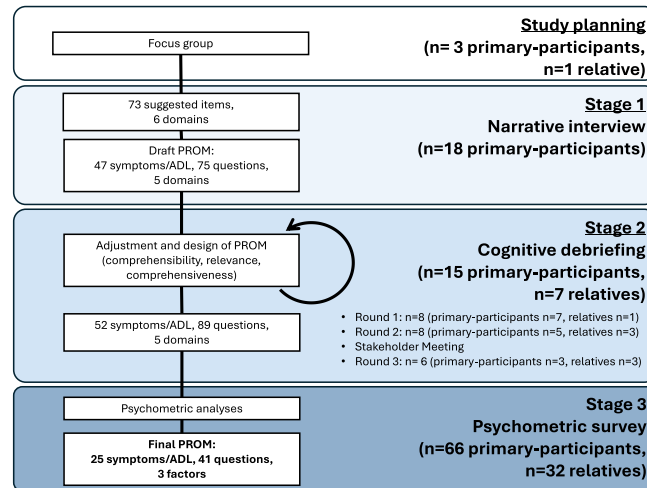 Study planning
(n= 3 primary-participants,
n=1 relative)
Focus group
Stage 1
Narrative interview
(n=18 primary-participants)
73 suggested items,
6 domains
Draft PROM:
47 symptoms/ADL, 75 questions,
5 domains
Stage 2
Cognitive debriefing
(n=15 primary-participants,
n=7 relatives)
Adjustment and design of PROM
(comprehensibility, relevance,
comprehensiveness)
• Round 1: n=8 (primary-participants n=7, relatives n=1)
• Round 2: n=8 (primary-participants n=5, relatives n=3)
• Stakeholder Meeting
• Round 3: n= 6 (primary-participants n=3, relatives n=3)
52 symptoms/ADL, 89 questions,
5 domains
Stage 3
Psychometric survey
(n=66 primary-participants,
n=32 relatives)
Psychometric analyses
Final PROM:
25 symptoms/ADL, 41 questions,
3 factors